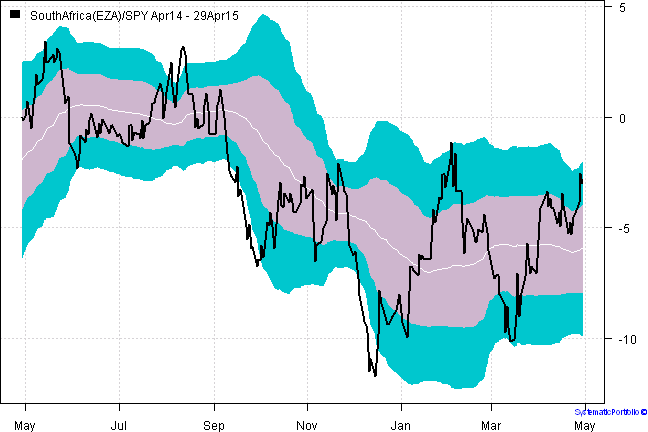 SouthAfrica(EZA)/SPY Apr14 - 29Apr15
5
0
-5
-10
SystematicPortfolio ©
May Jul Sep Nov Jan Mar May